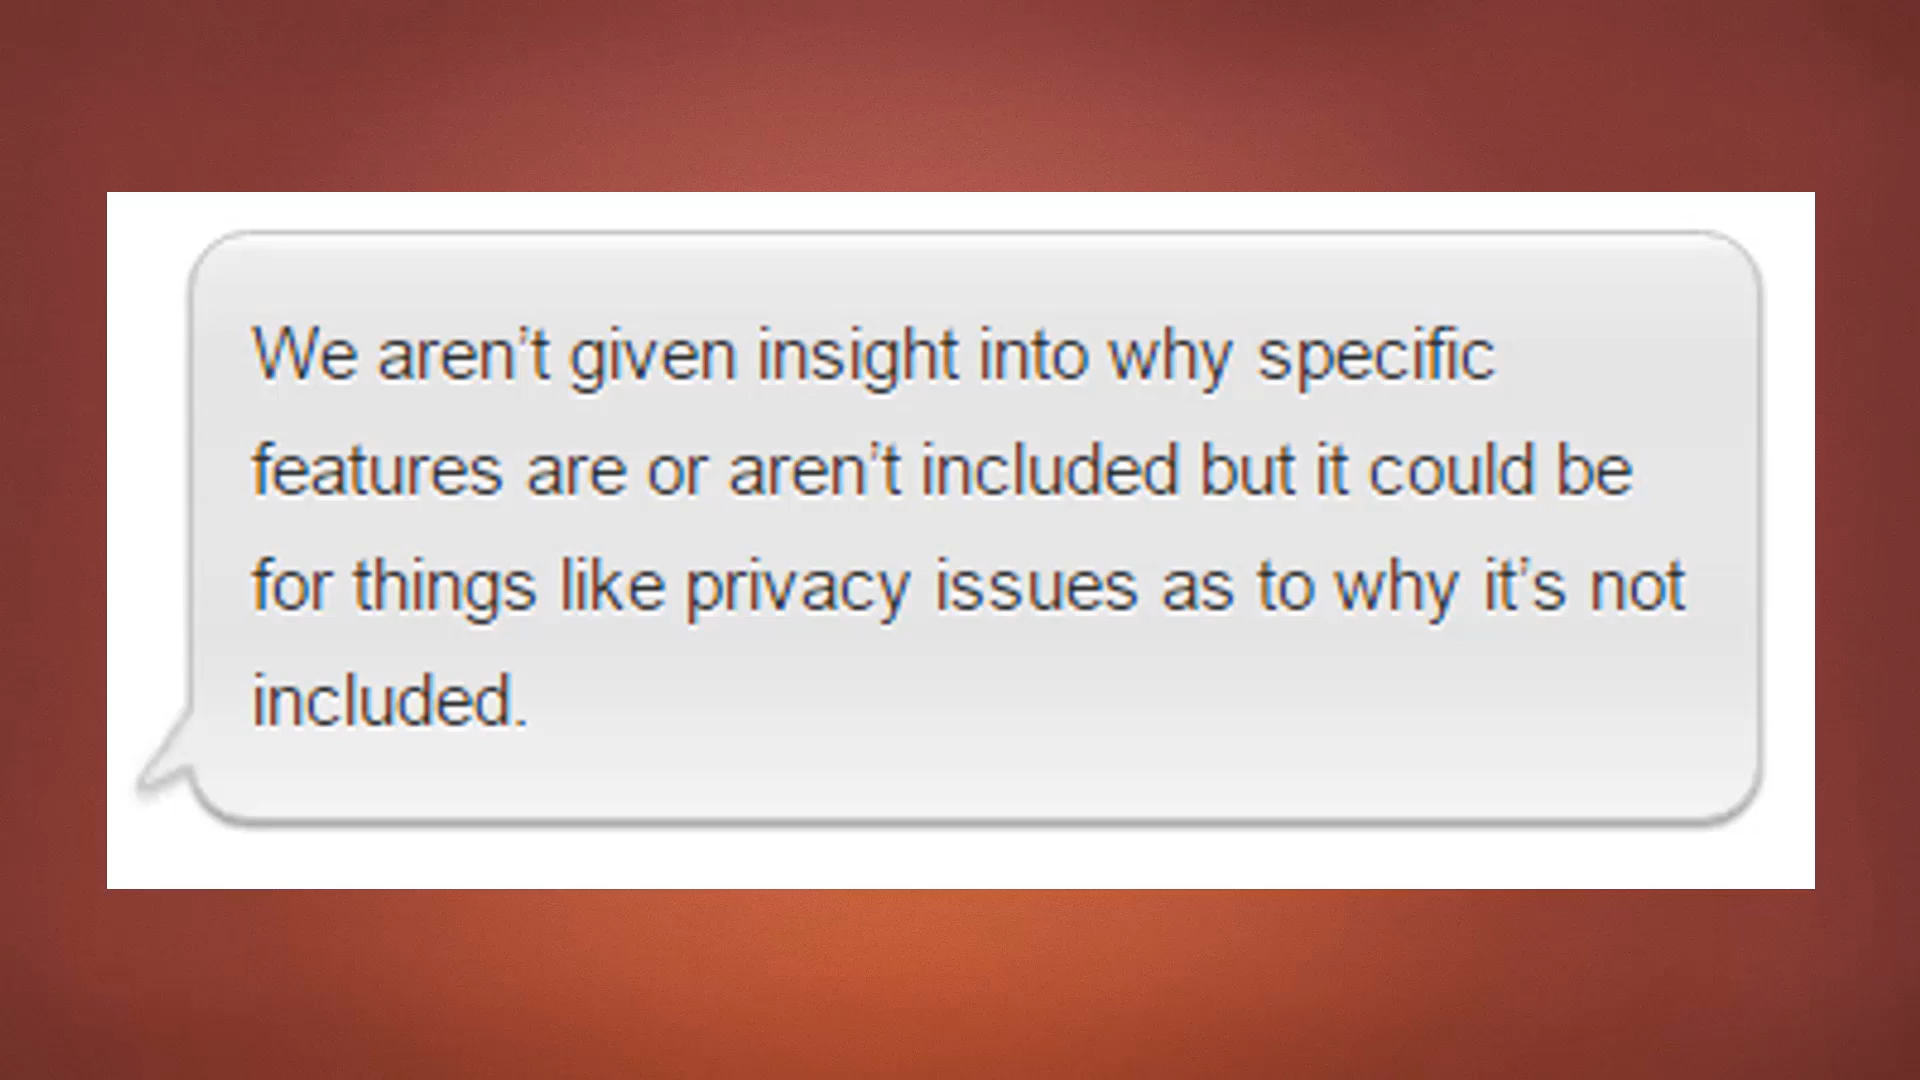 We aren’t given insight into why specific
features are or aren’t included but it could be
for things like privacy issues as to why it’s not
included.